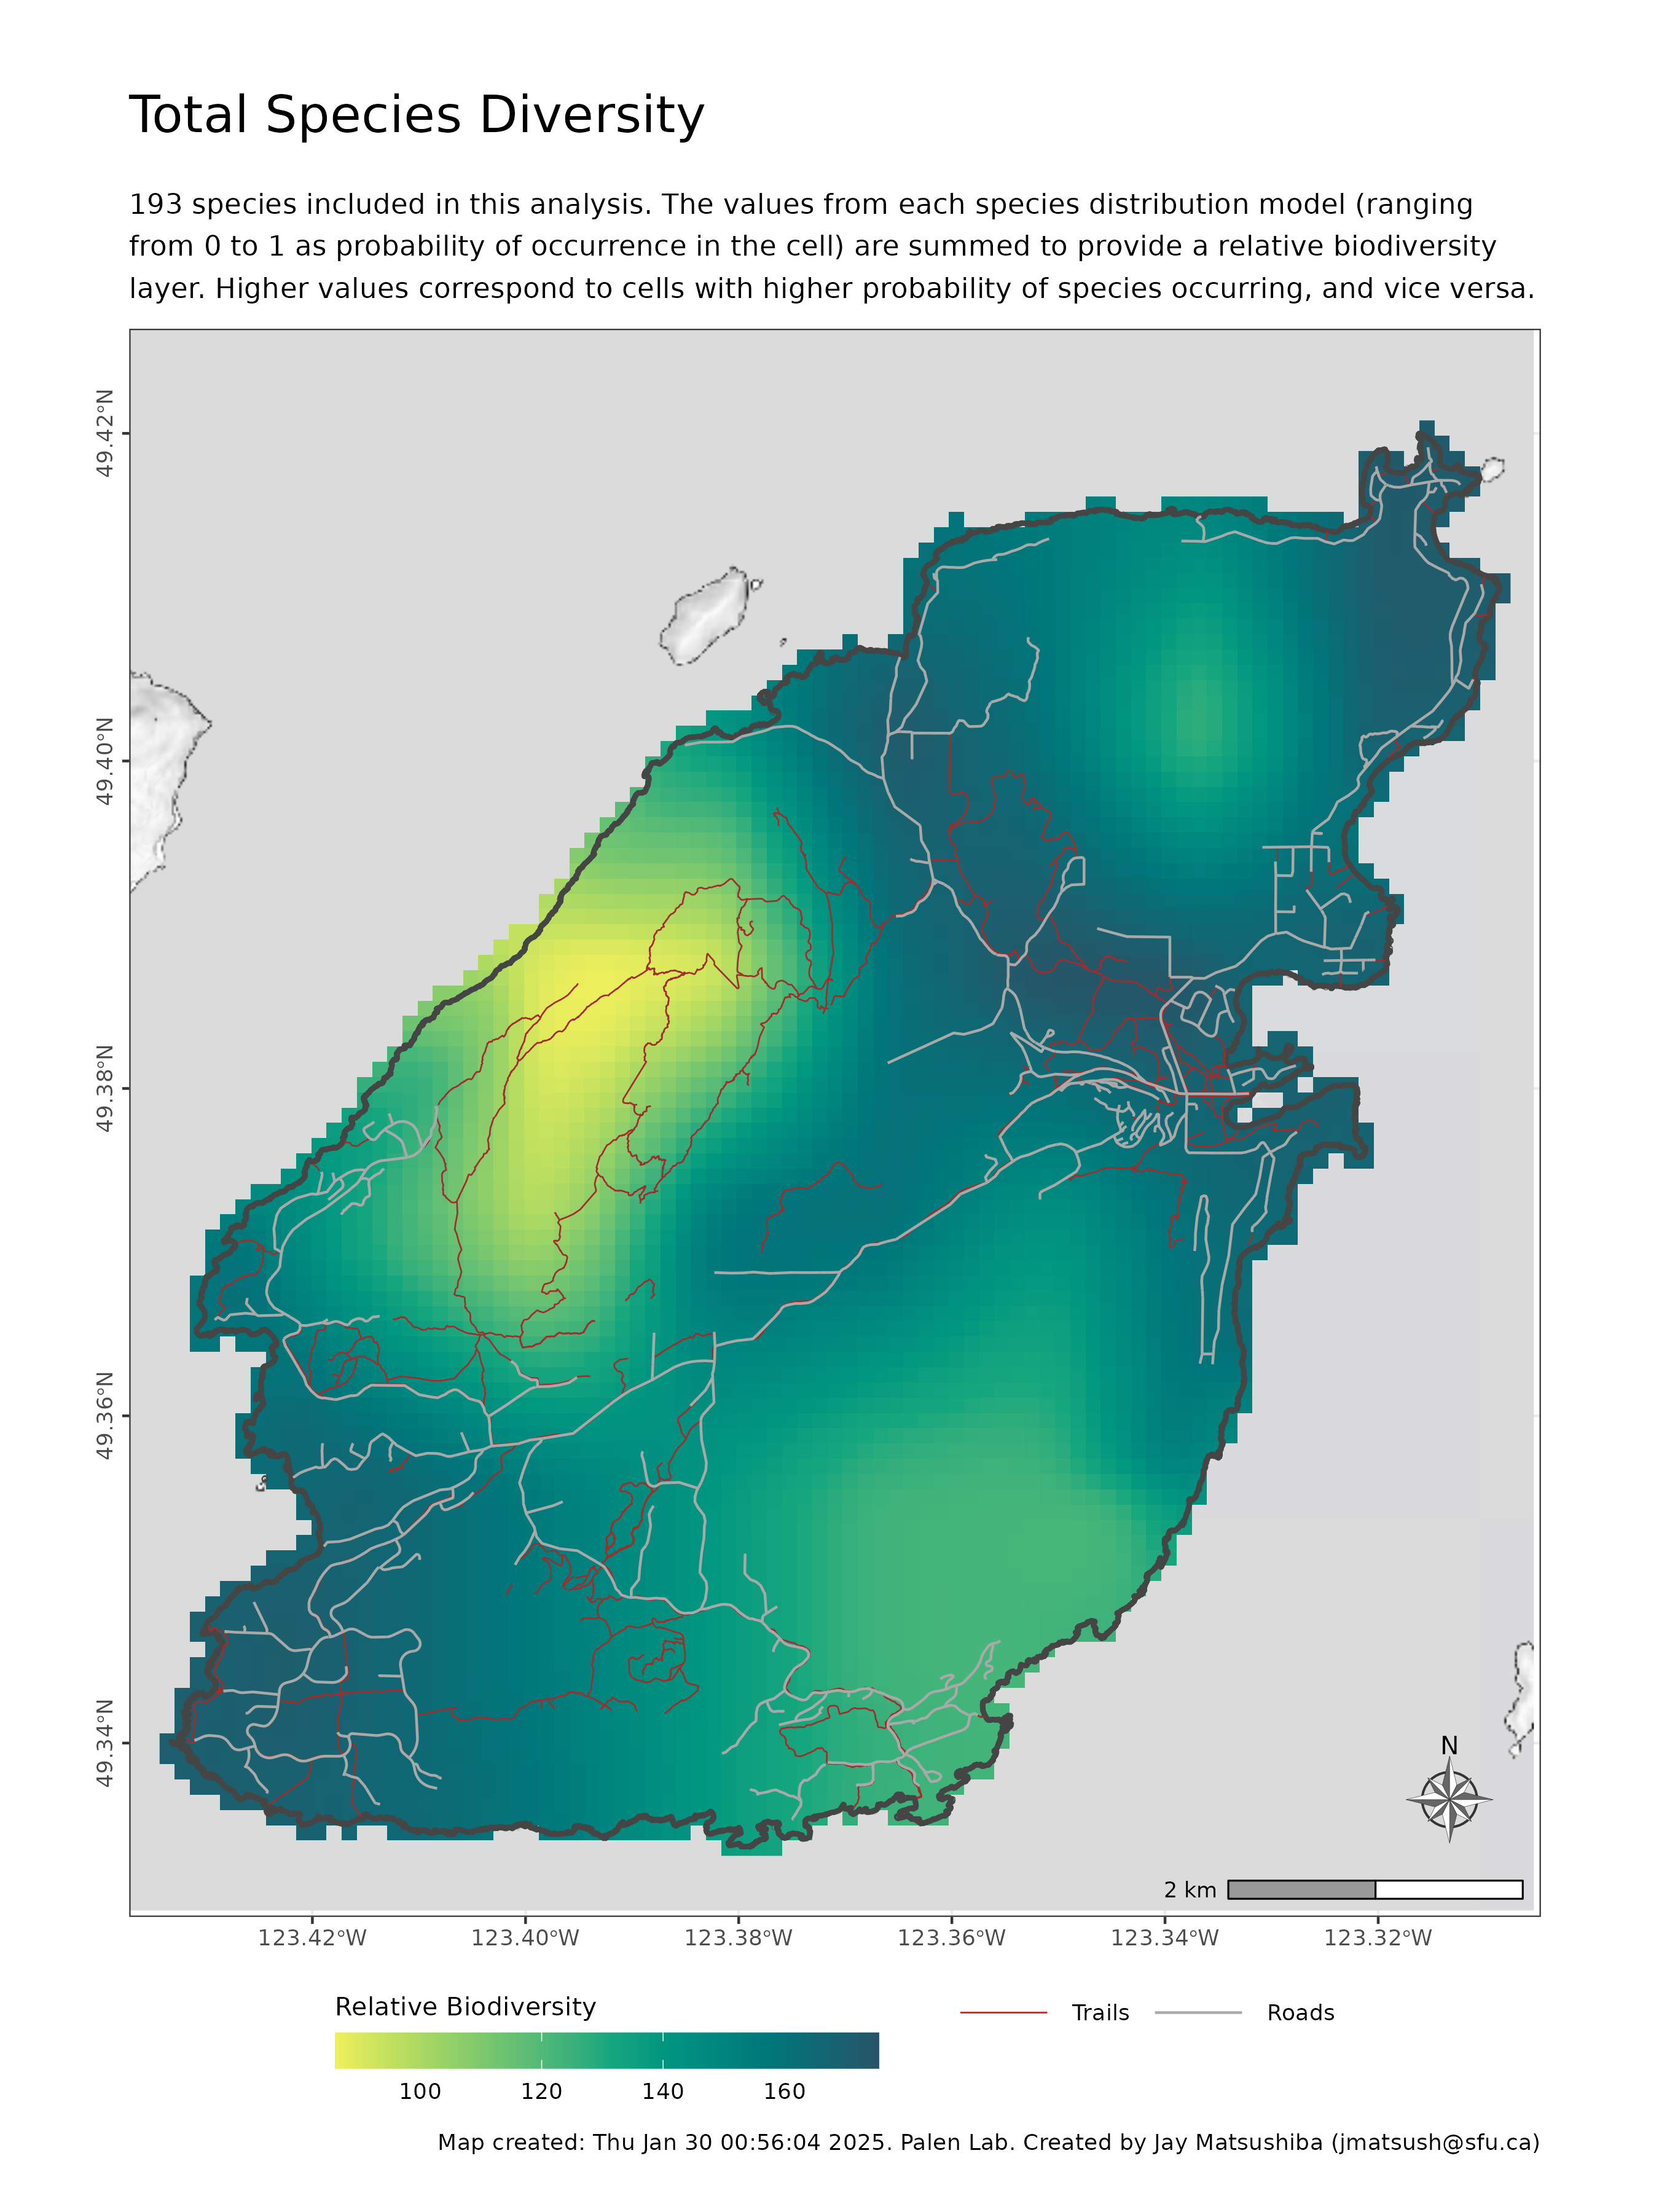 Total Species Diversity
193 species included in this analysis. The values from each species distribution model (ranging
from 0 to 1 as probability of occurrence in the cell) are summed to provide a relative biodiversity
layer. Higher values correspond to cells with higher probability of species occurring, and vice versa.
49.42°N
49.40°N
49.38°N
49.36°N
49.34°N
N
2 km
123.42°W 123.40°W 123.38°W 123.36°W 123.34°W 123.32°W
Relative Biodiversity
Trails Roads
100 120 140 160
Map created: Thu Jan 30 00:56:04 2025. Palen Lab. Created by Jay Matsushiba (jmatsush@sfu.ca)